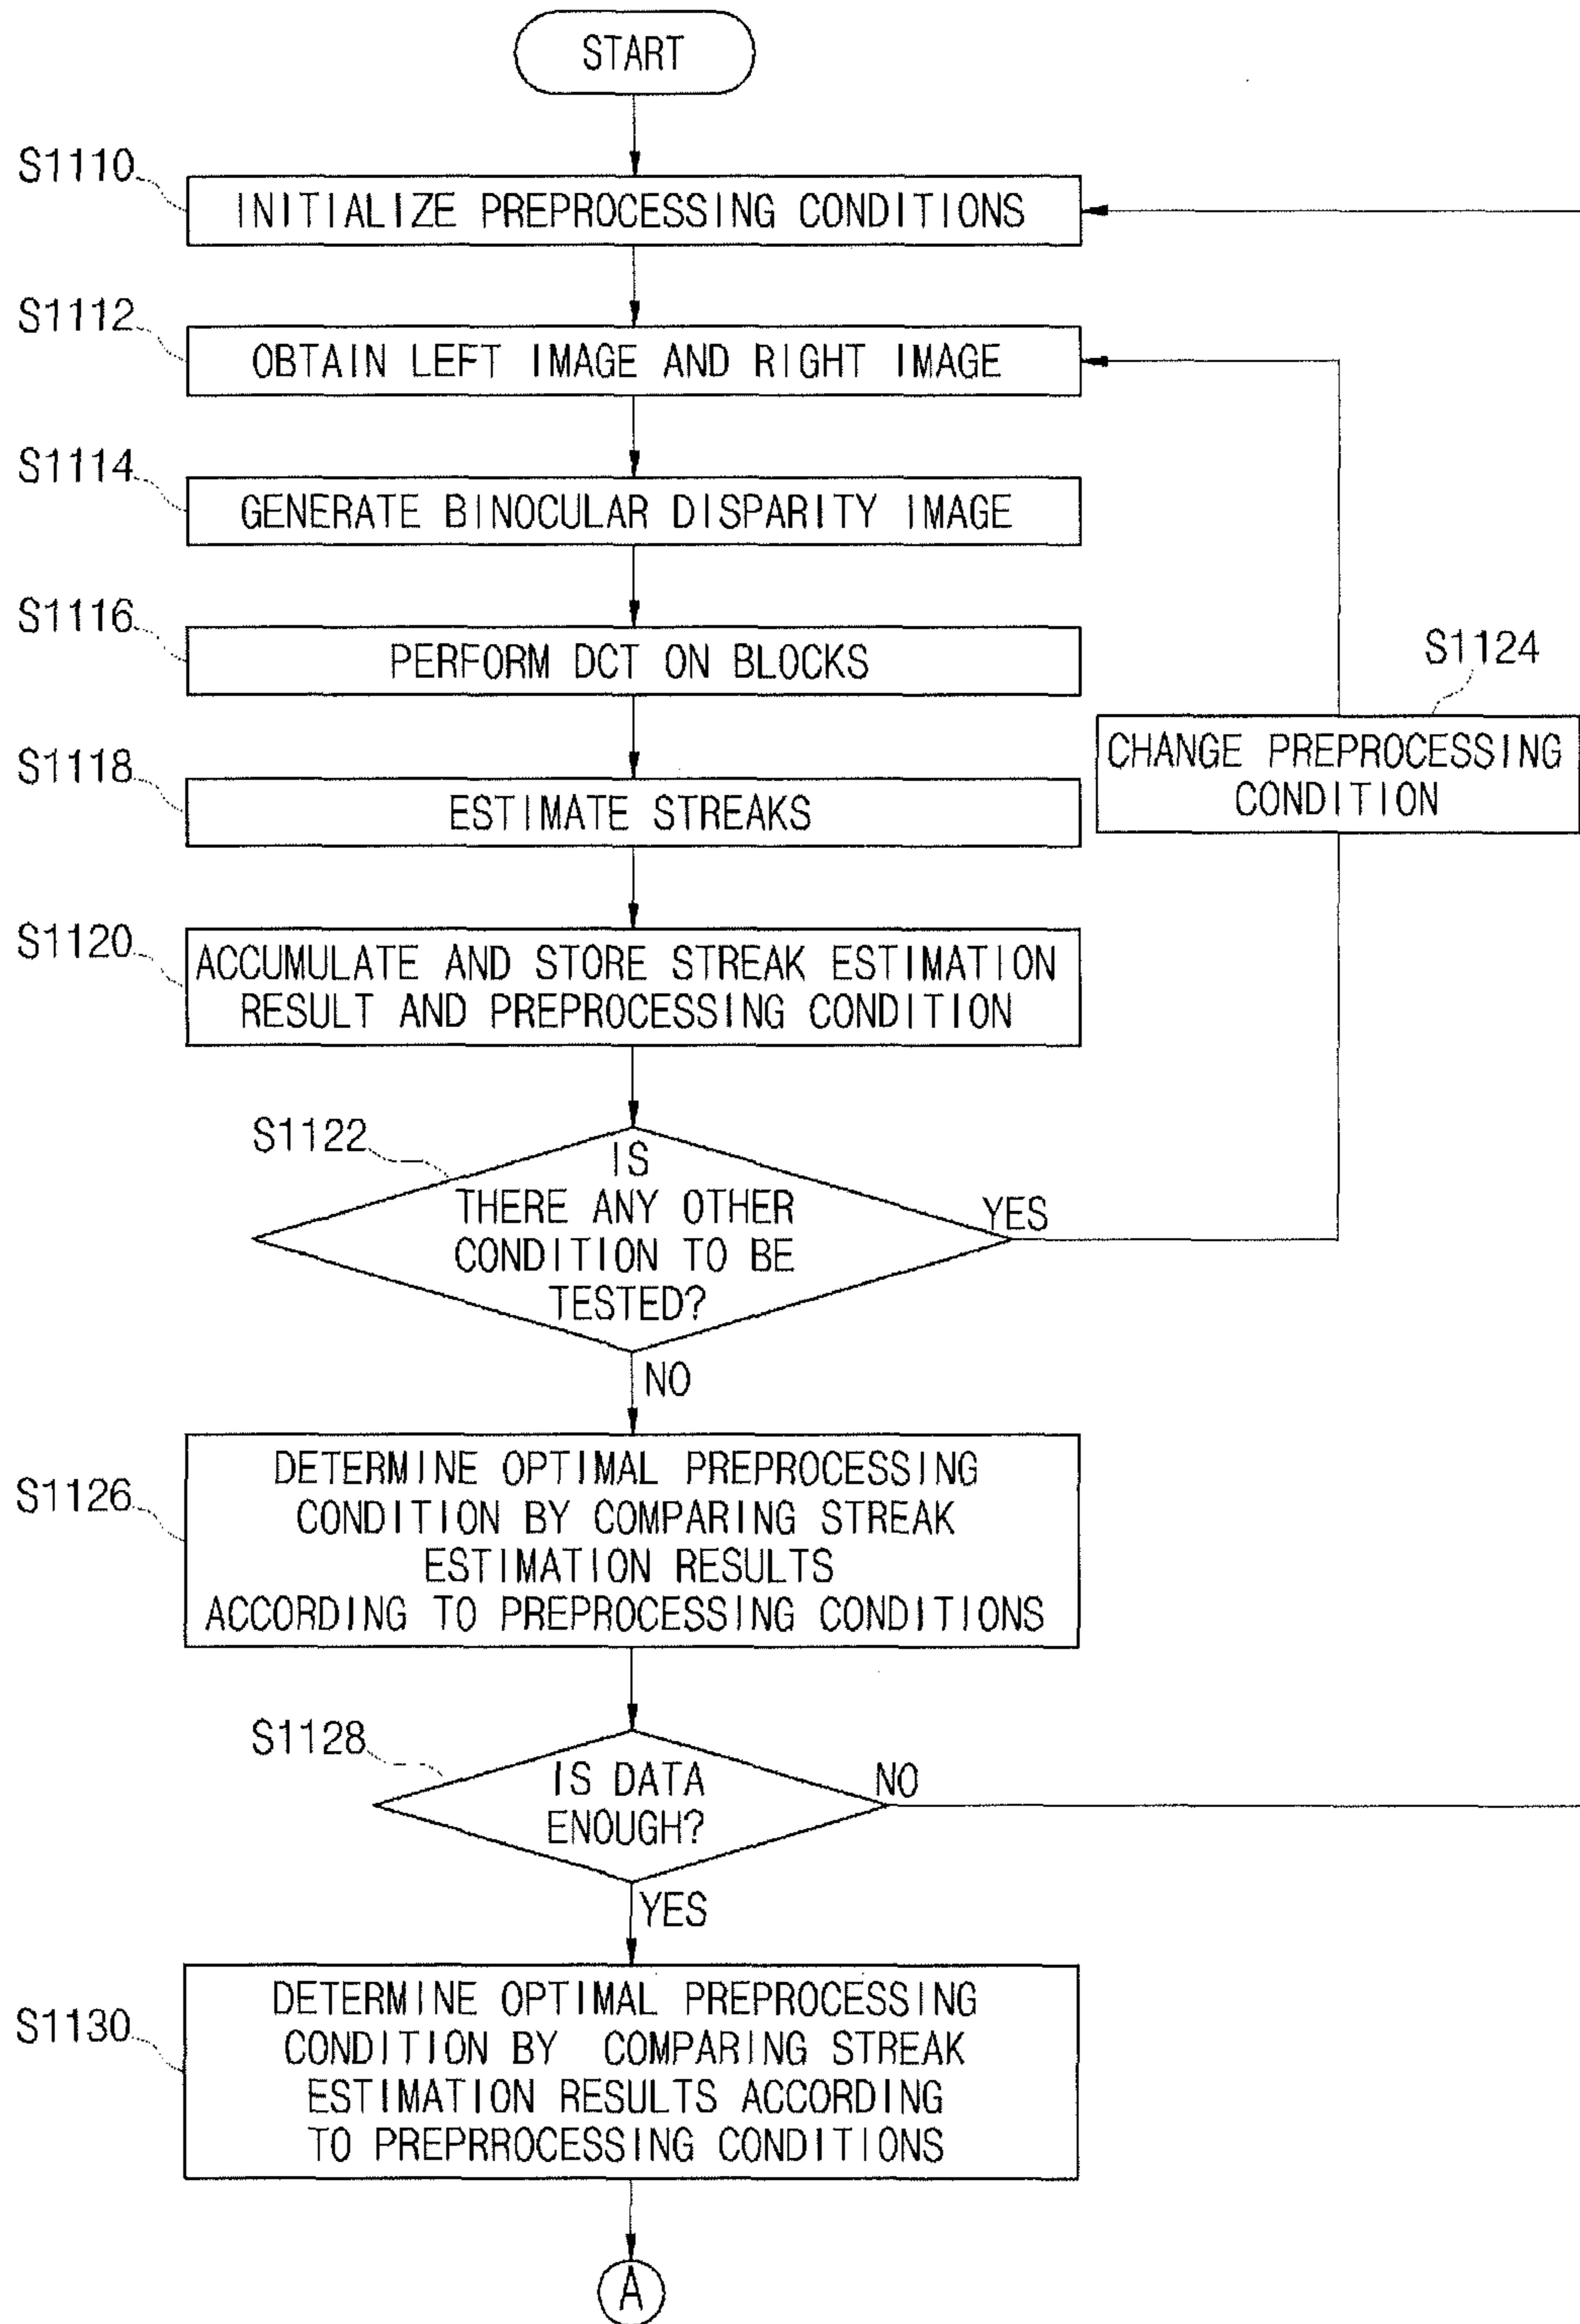 START
S1110
INITIALIZE PREPROCESSING CONDITIONS
S1112
OBTAIN LEFT IMAGE AND RIGHT IMAGE
S1114
GENERATE BINOCULAR DISPARITY IMAGE
S1116
PERFORM DCT ON BLOCKS
S1124
CHANGE PREPROCESSING
CONDITION
S1118
ESTIMATE STREAKS
S1120
ACCUMULATE AND STORE STREAK ESTIMATION
RESULT AND PREPROCESSING CONDITION
S1122
IS
THERE ANY OTHER
CONDITION TO BE
TESTED?
YES
NO
S1126
DETERMINE OPTIMAL PREPROCESSING
CONDITION BY COMPARING STREAK
ESTIMATION RESULTS
ACCORDING TO PREPROCESSING CONDITIONS
S1128
IS DATA
ENOUGH?
NO
YES
S1130
DETERMINE OPTIMAL PREPROCESSING
CONDITION BY COMPARING STREAK
ESTIMATION RESULTS ACCORDING
TO PREPRROCESSING CONDITIONS
A